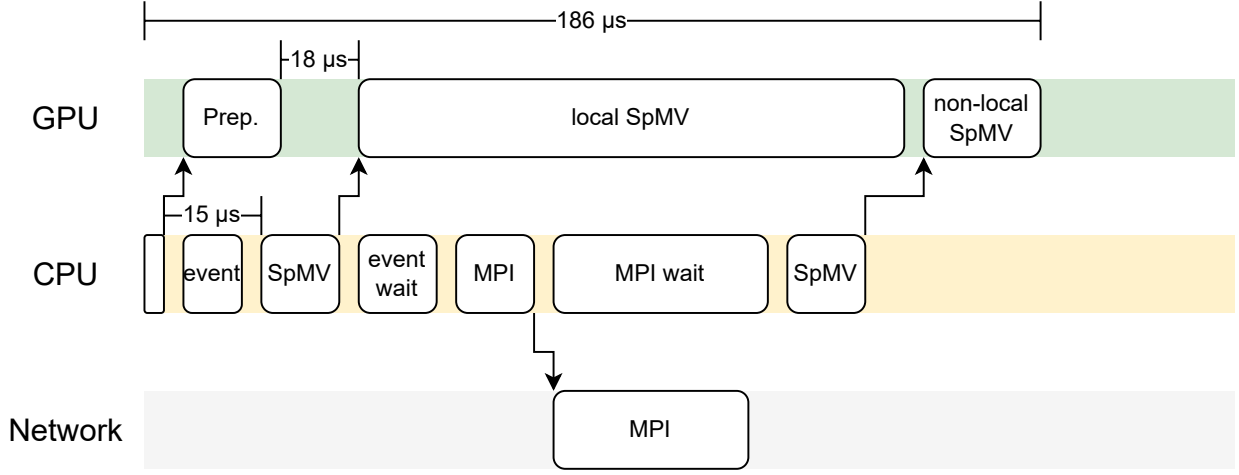 186 μs
18 μs
GPU
Prep.
local SpMV
non-local
SpMV
15 μs
CPU
event
SpMV
event
wait
MPI
MPI wait
SpMV
Network
MPI